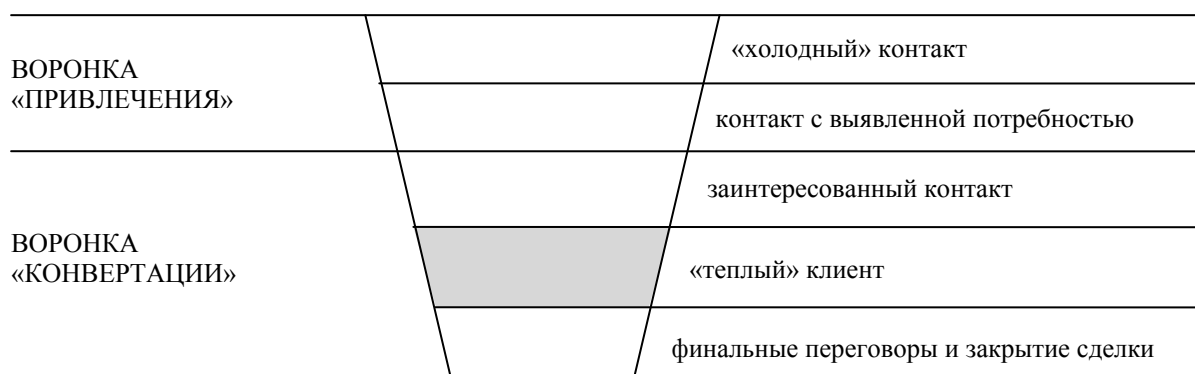 «холодный» контакт
ВОРОНКА
«ПРИВЛЕЧЕНИЯ»
контакт с выявленной потребностью
заинтересованный контакт
ВОРОНКА
«КОНВЕРТАЦИИ»
«теплый» клиент
финальные переговоры и закрытие сделки